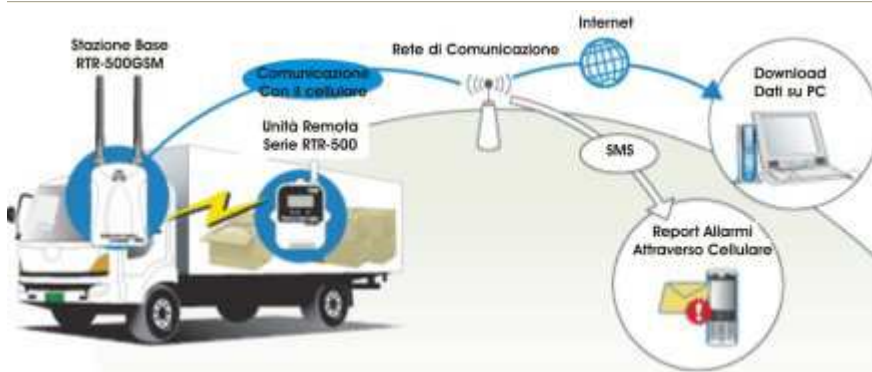 Stazione Base
RTR-500GSM
Comunicazione
Con il cellulare
Unità Remota
Serie RTR-500
Rete di Comunicazione
Internet
Download
Dati su PC
SMS
Report Allarmi
Attraverso Cellulare